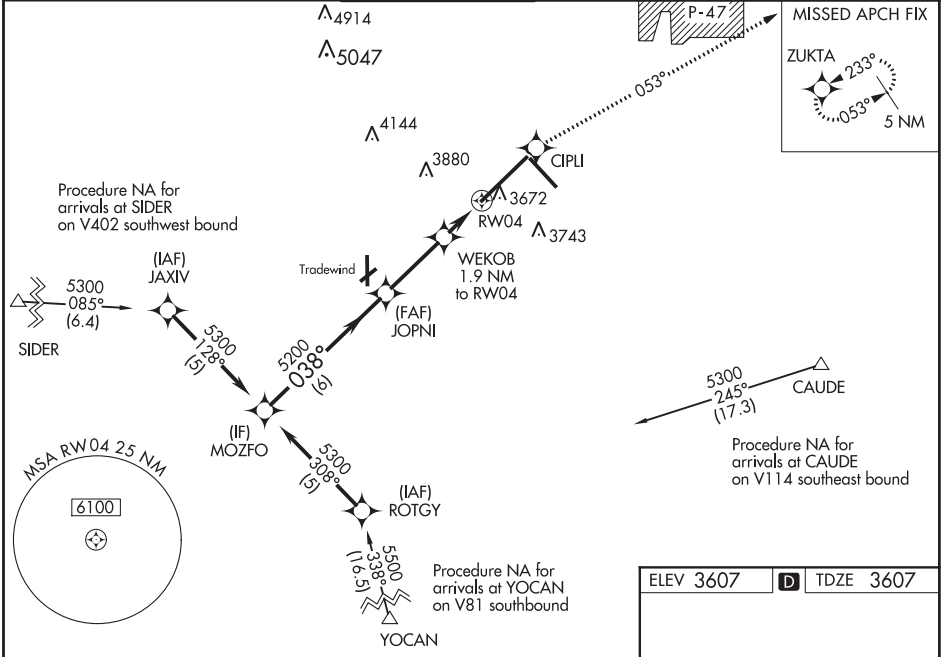 4914
5047
P-47
MISSED APCH FIX
ZUKTA
233°
053°
5 NM
053°
4144
3880
CIPLI
3672
RW04
3743
Procedure NA for
arrivals at SIDER
on V402 southwest bound
(IAF)
JAXIV
Tradewind
WEKOB
1.9 NM
to RW04
5300
085°
(6.4)
SIDER
(FAF)
JOPNI
5300
128°
(5)
5200
038°
(6)
5300
245°
(17.3)
CAUDE
(IF)
MOZFO
Procedure NA for
arrivals at CAUDE
on V114 southeast bound
MSA RW04 25 NM
6100
5300
308°
(5)
(IAF)
ROTGY
5500
338°
(16.5)
Procedure NA for
arrivals at YOCAN
on V81 southbound
YOCAN
ELEV 3607 D TDZE 3607